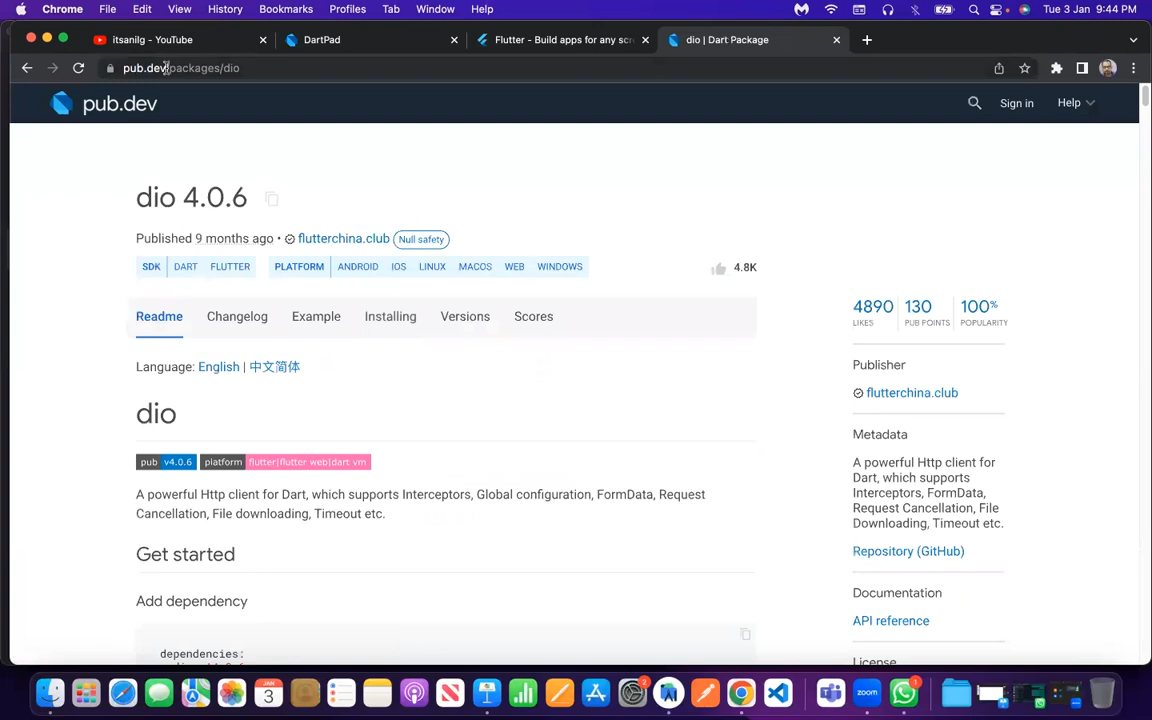 Chrome File Edit View History Bookmarks Profiles Tab Window Help Tue 3 Jan 9:44 PM
itsanilg - YouTube DartPad Flutter - Build apps for any scr dio | Dart Package
pub.dev/packages/dio
pub.dev Sign in Help
dio 4.0.6
Published 9 months ago • flutterchina.club Null safety
SDK DART FLUTTER PLATFORM ANDROID IOS LINUX MACOS WEB WINDOWS 4.8K
4890 130 100%
LIKES PUB POINTS POPULARITY
Readme Changelog Example Installing Versions Scores
Language: English | 中文简体
Publisher
flutterchina.club
dio
Metadata
pub v4.0.6 platform flutter|flutter web|dart vm
A powerful Http client for
Dart, which supports
Interceptors, FormData,
Request Cancellation, File
Downloading, Timeout etc.
A powerful Http client for Dart, which supports Interceptors, Global configuration, FormData, Request
Cancellation, File downloading, Timeout etc.
Get started
Repository (GitHub)
Add dependency
Documentation
API reference
dependencies:
License
JAN
3
2
zoom
1